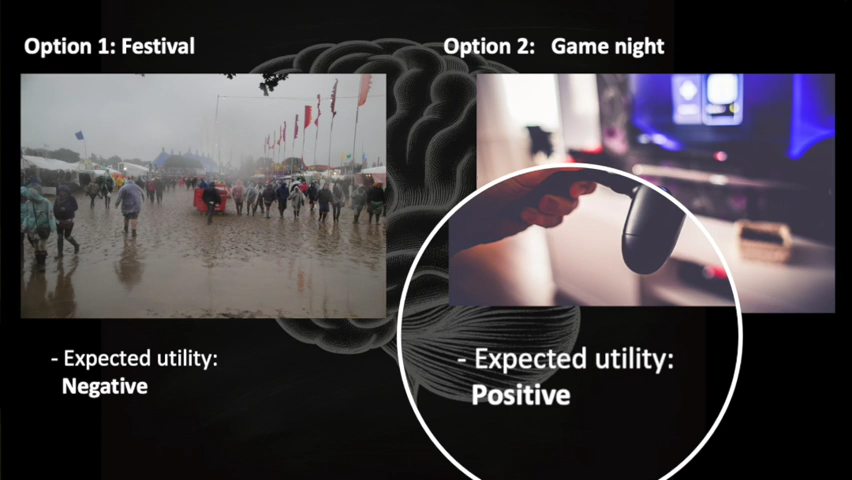 Option 1: Festival
Option 2: Game night
- Expected utility:
Negative
- Expected utility:
Positive